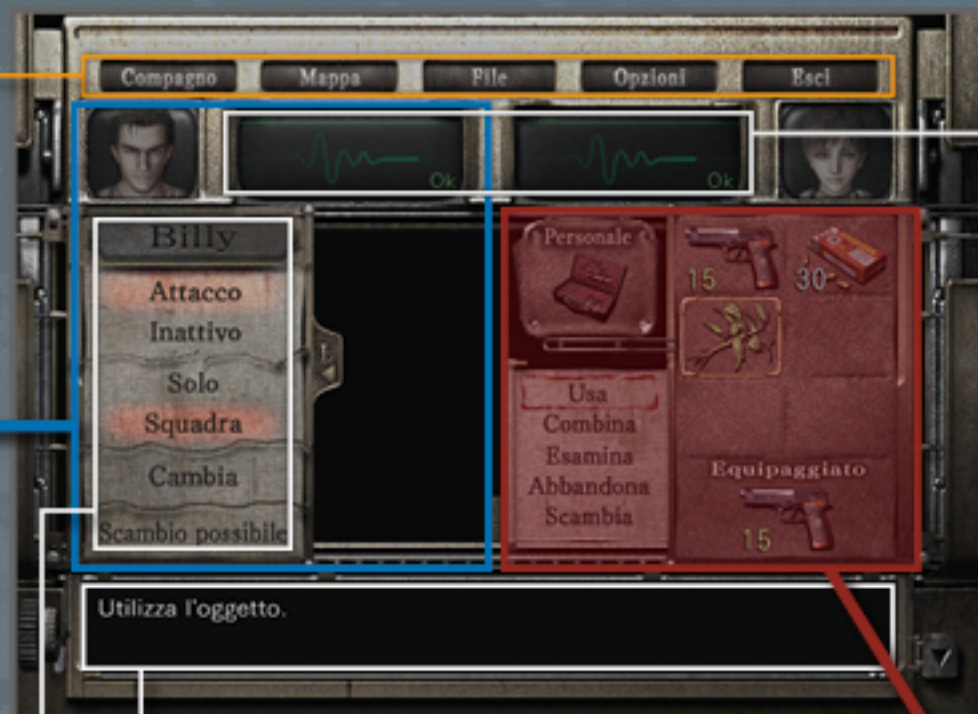 Compagno Mappa File Opzioni Esci
Ok Ok
Billy
Attacco
Inattivo
Solo
Squadra
Cambia
Scambio possibile
L
Personale
15 30
Usa
Combina
Esamina
Abbandona
Scambia
Equipaggiato
15
Utilizza l'oggetto.